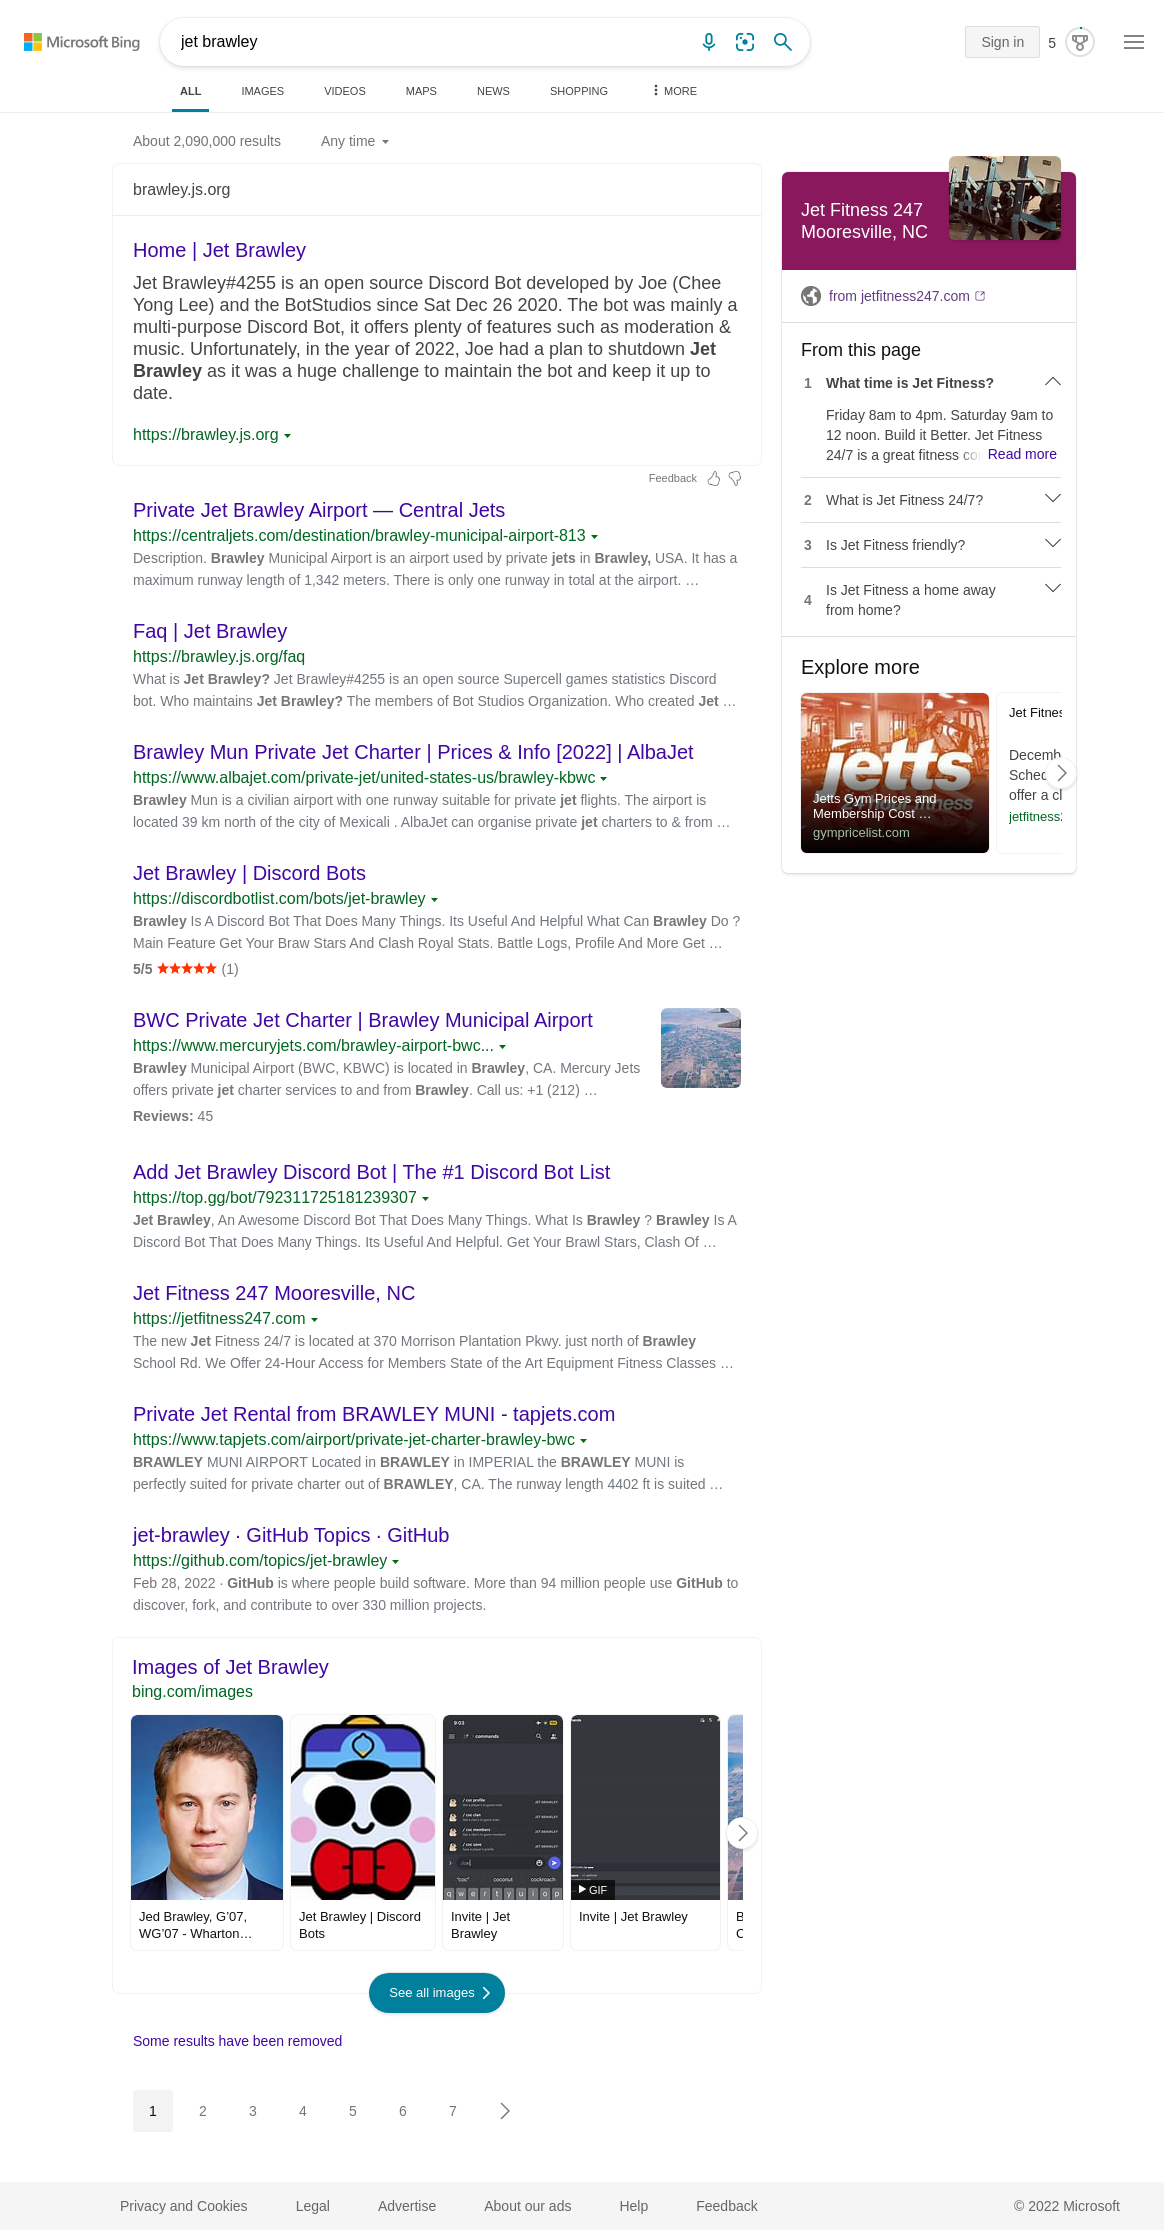 Microsoft Bing
jet brawley
Sign in
5
ALL
IMAGES
VIDEOS
MAPS
NEWS
SHOPPING
MORE
About 2,090,000 results
Any time
brawley.js.org
Home | Jet Brawley
Jet Brawley#4255 is an open source Discord Bot developed by Joe (Chee
Yong Lee) and the BotStudios since Sat Dec 26 2020. The bot was mainly a
multi-purpose Discord Bot, it offers plenty of features such as moderation &
music. Unfortunately, in the year of 2022, Joe had a plan to shutdown Jet
Brawley as it was a huge challenge to maintain the bot and keep it up to
date.
https://brawley.js.org
Feedback
Private Jet Brawley Airport — Central Jets
https://centraljets.com/destination/brawley-municipal-airport-813
Description. Brawley Municipal Airport is an airport used by private jets in Brawley, USA. It has a
maximum runway length of 1,342 meters. There is only one runway in total at the airport. …
Faq | Jet Brawley
https://brawley.js.org/faq
What is Jet Brawley? Jet Brawley#4255 is an open source Supercell games statistics Discord
bot. Who maintains Jet Brawley? The members of Bot Studios Organization. Who created Jet …
Brawley Mun Private Jet Charter | Prices & Info [2022] | AlbaJet
https://www.albajet.com/private-jet/united-states-us/brawley-kbwc
Brawley Mun is a civilian airport with one runway suitable for private jet flights. The airport is
located 39 km north of the city of Mexicali . AlbaJet can organise private jet charters to & from …
Jet Brawley | Discord Bots
https://discordbotlist.com/bots/jet-brawley
Brawley Is A Discord Bot That Does Many Things. Its Useful And Helpful What Can Brawley Do ?
Main Feature Get Your Braw Stars And Clash Royal Stats. Battle Logs, Profile And More Get …
5/5 ★★★★★ (1)
BWC Private Jet Charter | Brawley Municipal Airport
https://www.mercuryjets.com/brawley-airport-bwc...
Brawley Municipal Airport (BWC, KBWC) is located in Brawley, CA. Mercury Jets
offers private jet charter services to and from Brawley. Call us: +1 (212) …
Reviews: 45
Add Jet Brawley Discord Bot | The #1 Discord Bot List
https://top.gg/bot/792311725181239307
Jet Brawley, An Awesome Discord Bot That Does Many Things. What Is Brawley ? Brawley Is A
Discord Bot That Does Many Things. Its Useful And Helpful. Get Your Brawl Stars, Clash Of …
Jet Fitness 247 Mooresville, NC
https://jetfitness247.com
The new Jet Fitness 24/7 is located at 370 Morrison Plantation Pkwy. just north of Brawley
School Rd. We Offer 24-Hour Access for Members State of the Art Equipment Fitness Classes …
Private Jet Rental from BRAWLEY MUNI - tapjets.com
https://www.tapjets.com/airport/private-jet-charter-brawley-bwc
BRAWLEY MUNI AIRPORT Located in BRAWLEY in IMPERIAL the BRAWLEY MUNI is
perfectly suited for private charter out of BRAWLEY, CA. The runway length 4402 ft is suited …
jet-brawley · GitHub Topics · GitHub
https://github.com/topics/jet-brawley
Feb 28, 2022 · GitHub is where people build software. More than 94 million people use GitHub to
discover, fork, and contribute to over 330 million projects.
Images of Jet Brawley
bing.com/images
9:03
commands
/ coc profile
/ coc clan
/ coc members
/ coc save
JET BRAWLEY
JET BRAWLEY
JET BRAWLEY
JET BRAWLEY
"coc"
coconut
cockroach
q w e r t y u i o p
GIF
Jed Brawley, G’07,
WG’07 - Wharton…
Jet Brawley | Discord
Bots
Invite | Jet
Brawley
Invite | Jet Brawley
See all images
Some results have been removed
1
2
3
4
5
6
7
Jet Fitness 247
Mooresville, NC
from jetfitness247.com
From this page
1 What time is Jet Fitness?
Friday 8am to 4pm. Saturday 9am to
12 noon. Build it Better. Jet Fitness
24/7 is a great fitness Read more
2 What is Jet Fitness 24/7?
3 Is Jet Fitness friendly?
4 Is Jet Fitness a home away
from home?
Explore more
jetts
24 hour fitness
Jetts Gym Prices and
Membership Cost …
gympricelist.com
Jet Fitnes
Decemb
Sched
offer a cl
jetfitness2
Privacy and Cookies
Legal
Advertise
About our ads
Help
Feedback
© 2022 Microsoft